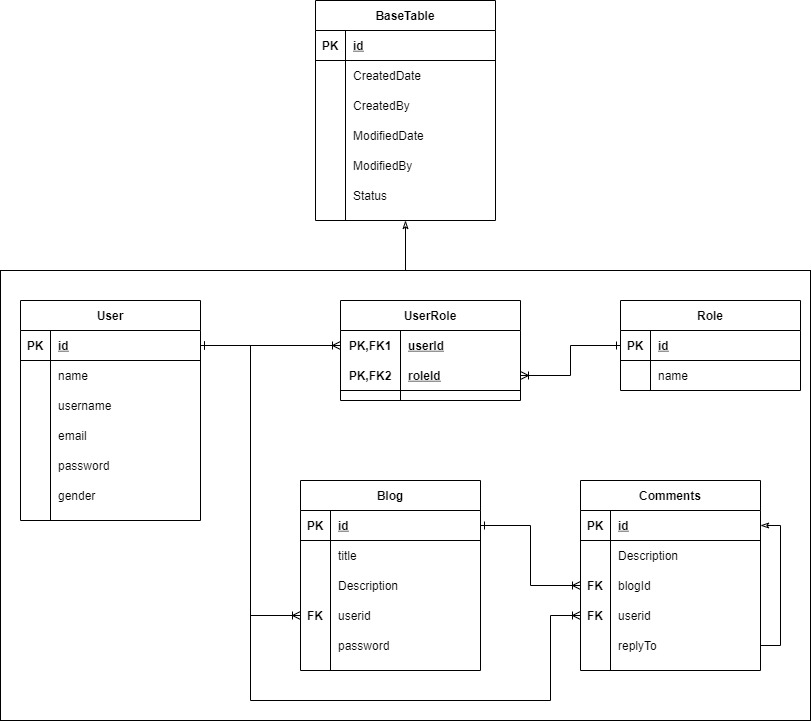 BaseTable
PK id
CreatedDate
CreatedBy
ModifiedDate
ModifiedBy
Status
User
PK id
name
username
email
password
gender
UserRole
PK,FK1 userId
PK,FK2 roleId
Role
PK id
name
Blog
PK id
title
Description
FK userid
password
Comments
PK id
Description
FK blogId
FK userid
replyTo